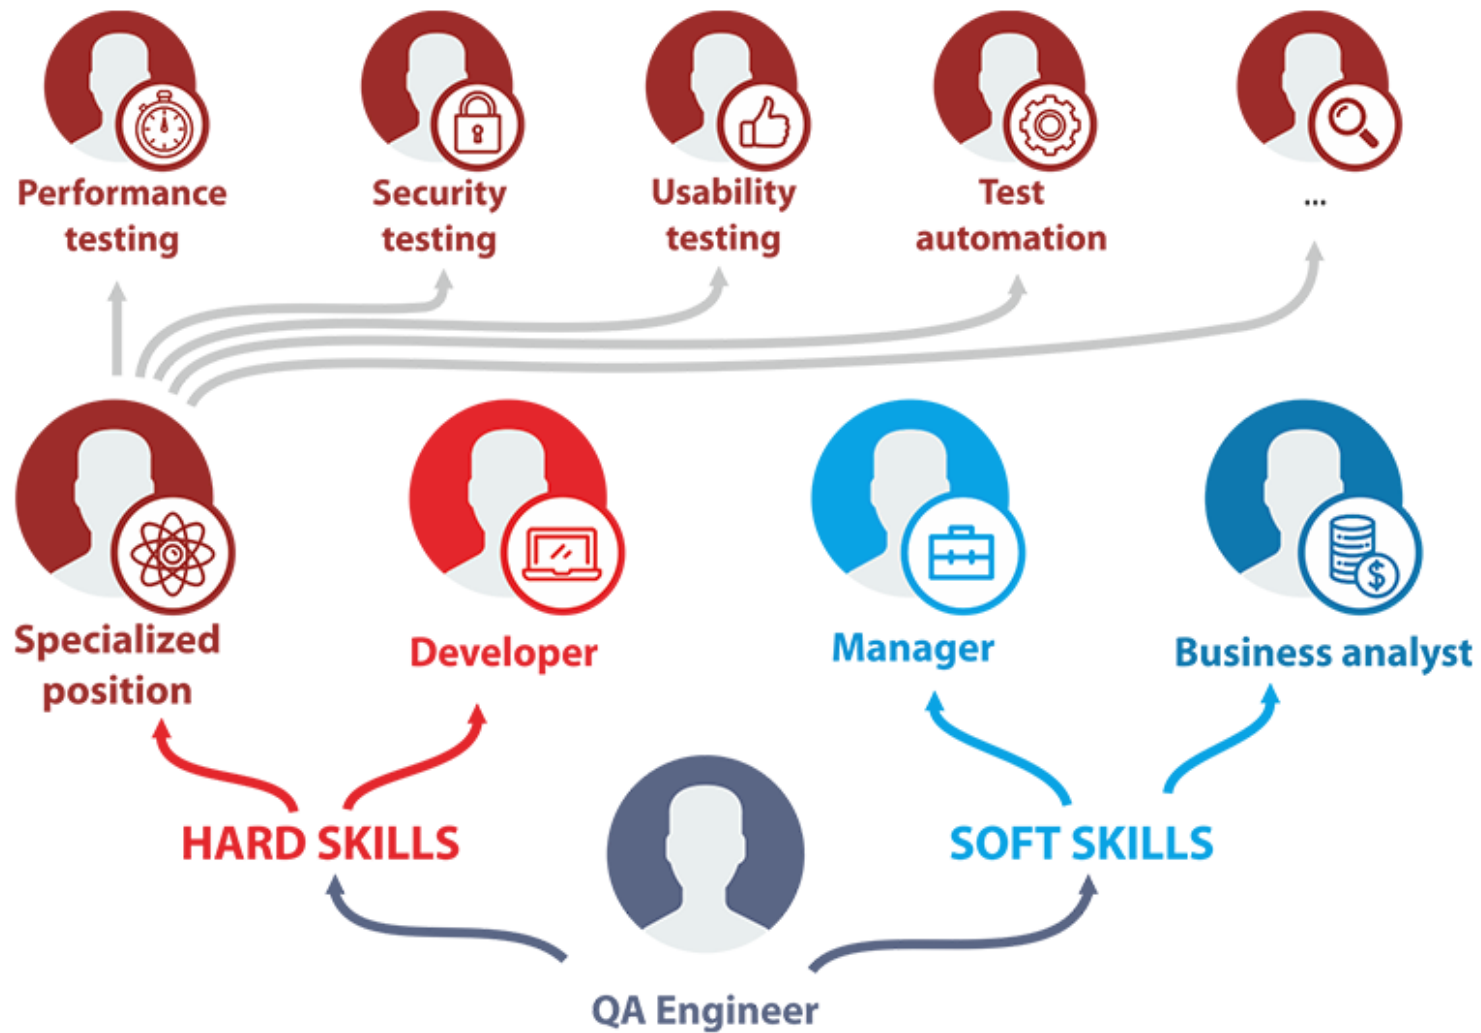 Performance
testing
Security
testing
Usability
testing
Test
automation
...
Specialized
position
Developer
Manager
Business analyst
HARD SKILLS
SOFT SKILLS
QA Engineer
$